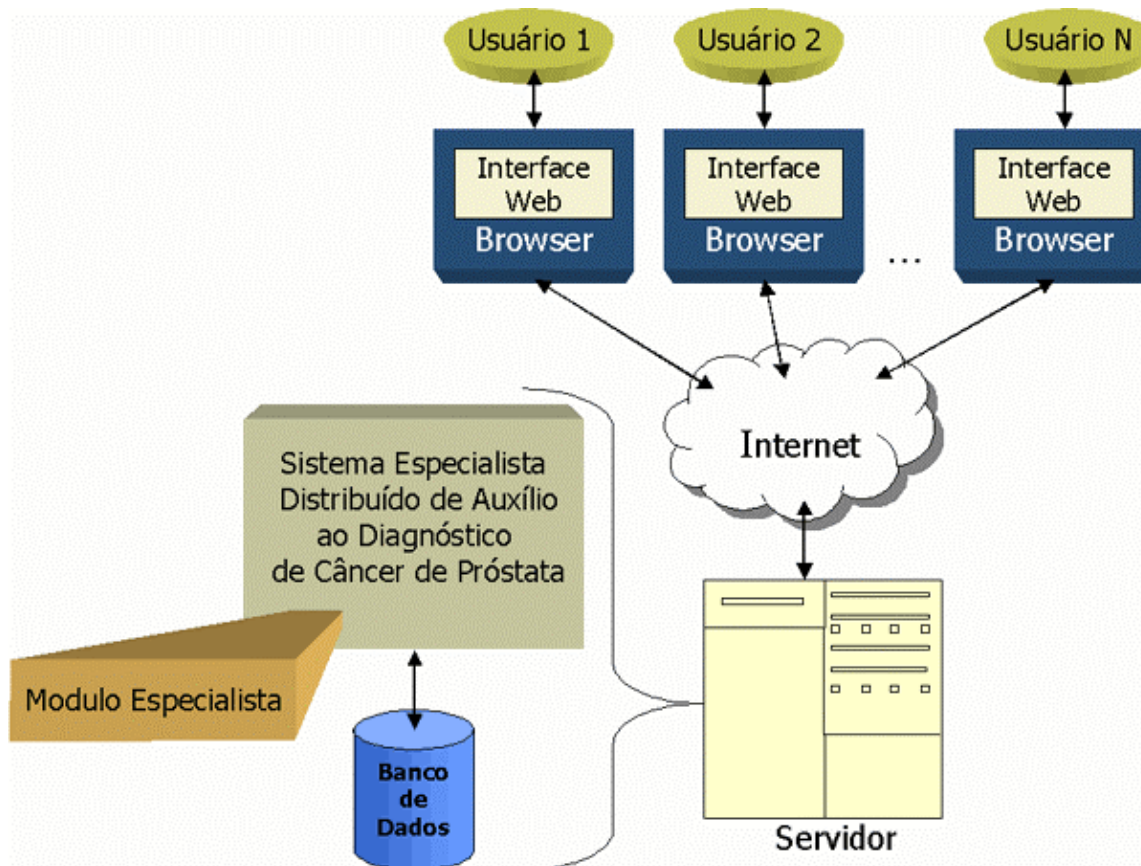 Usuário 1
Usuário 2
Usuário N
Interface
Web
Browser
Interface
Web
Browser
...
Interface
Web
Browser
Internet
Sistema Especialista
Distribuído de Auxílio
ao Diagnóstico
de Câncer de Próstata
Modulo Especialista
Banco
de
Dados
Servidor